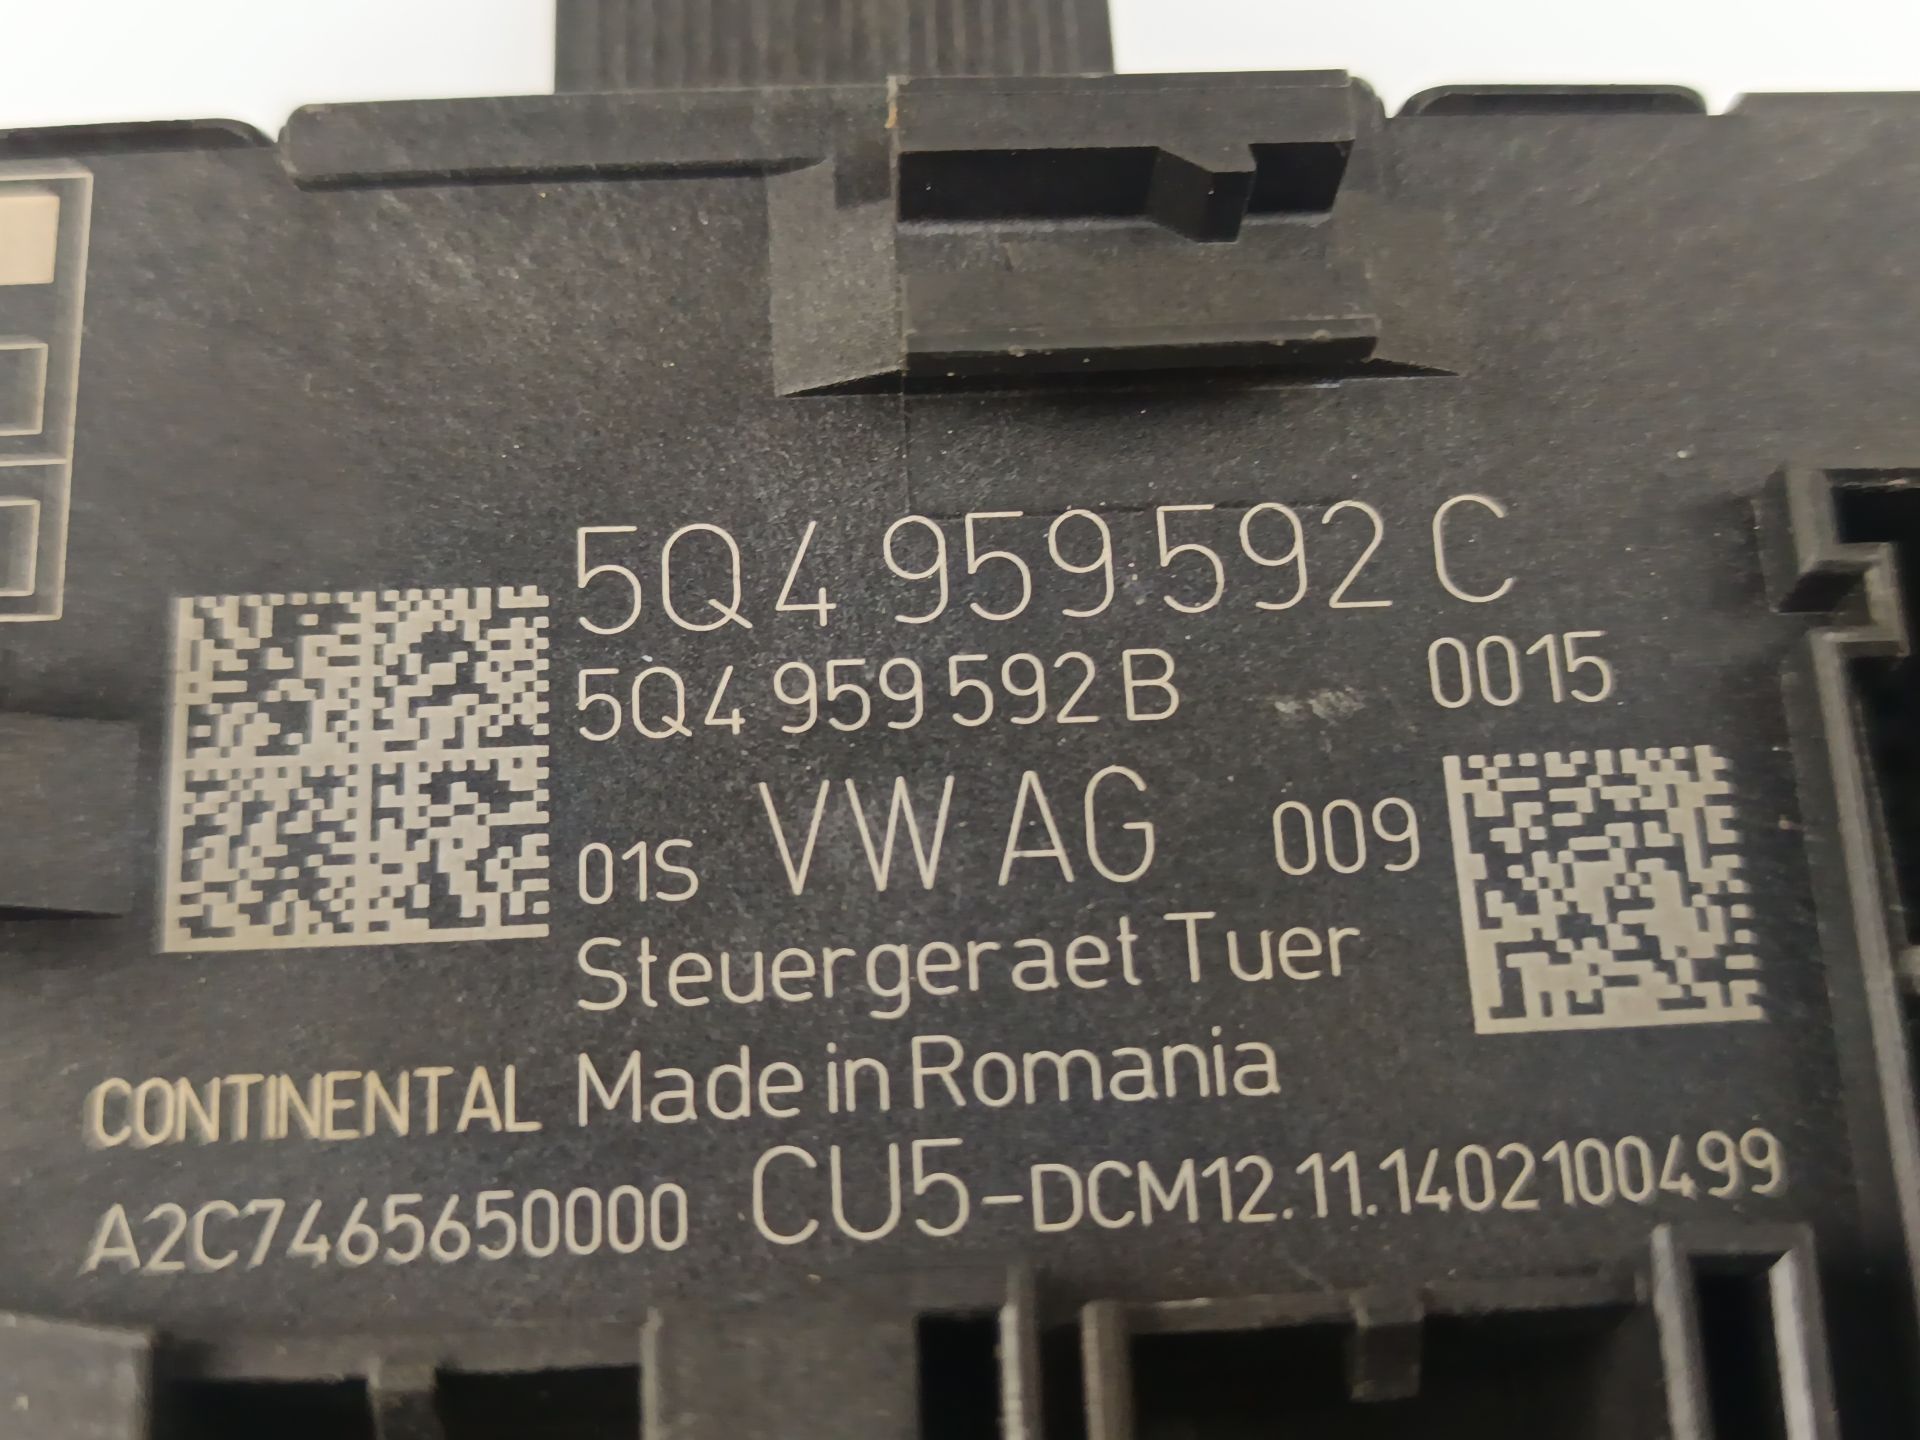 5Q4 959 592 C
5Q4 959 592 B 0015
01S VW AG 009
Steuergeraet Tuer
CONTINENTAL Made in Romania
A2C7465650000 CU5-DCM12.11.1402100499